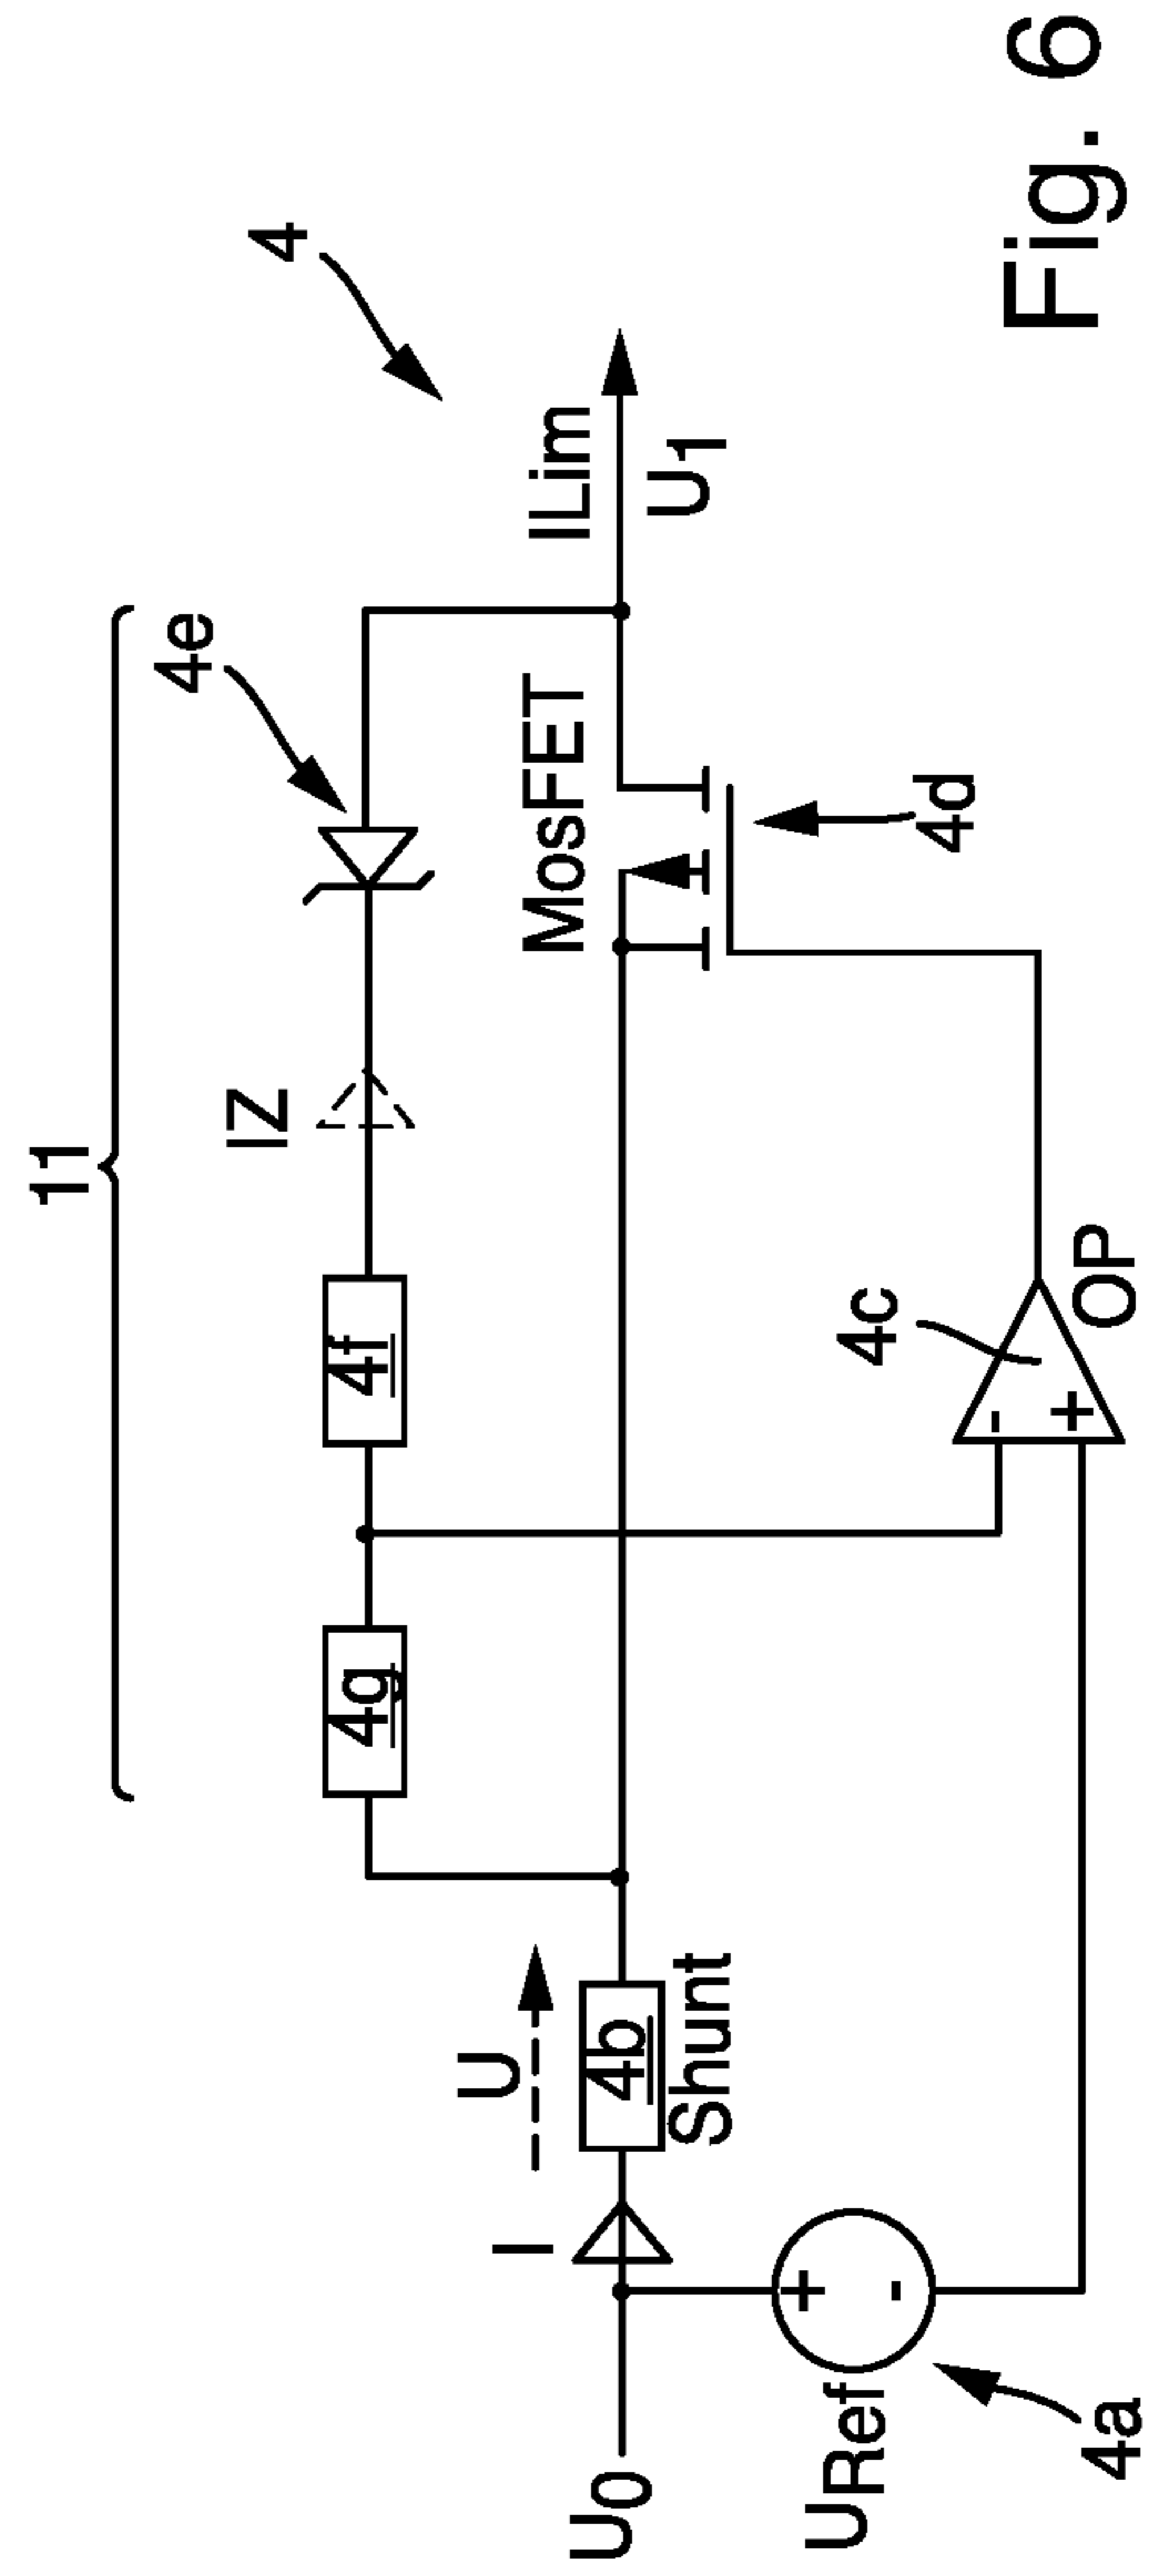 11
4
4e
IZ
4g
4f
MosFET
ILim
U1
U
I
4b
Shunt
U0
4d
4c
-
+
OP
+
-
URef
4a
Fig. 6